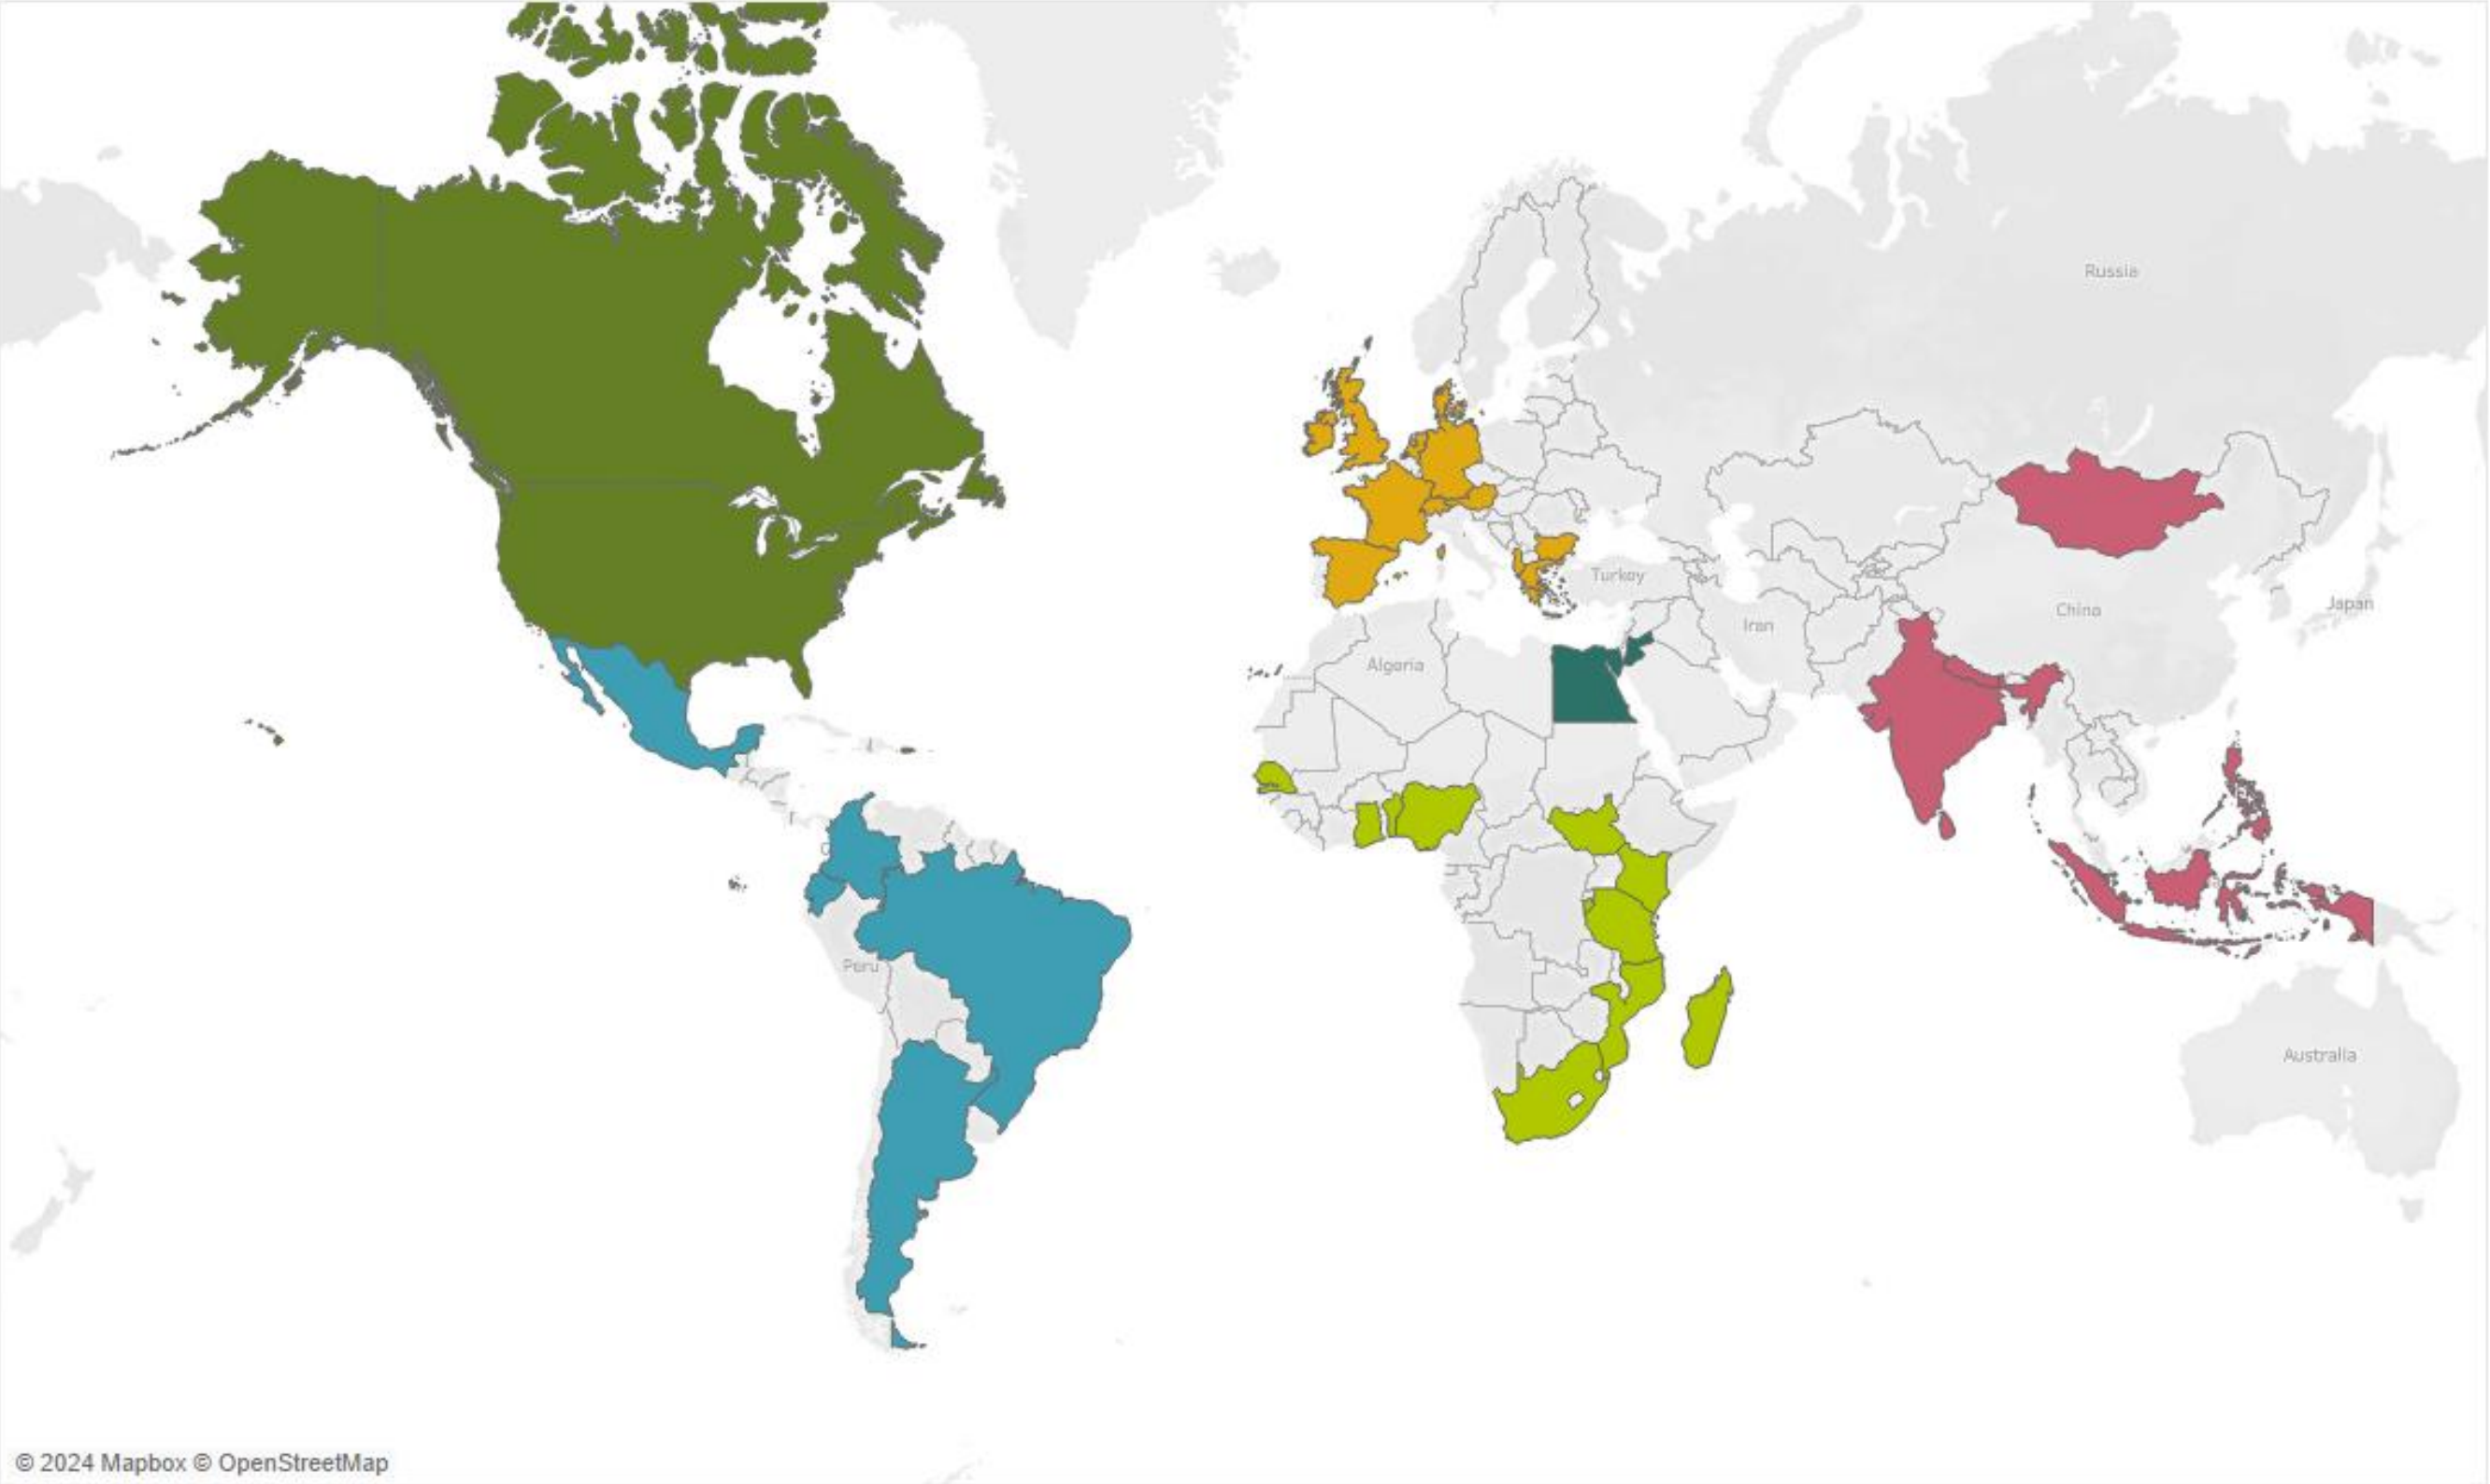 Russia
Turkey
China
Japan
Iran
Algeria
Peru
Australia
© 2024 Mapbox © OpenStreetMap